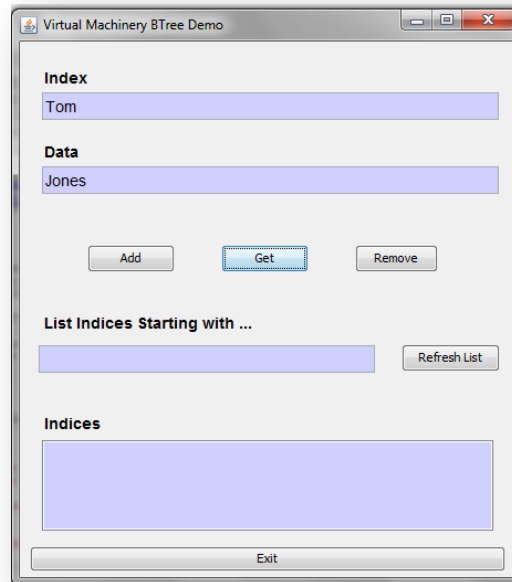 Virtual Machinery BTree Demo
Index
Tom
Data
Jones
Add Get Remove
List Indices Starting with ...
Refresh List
Indices
Exit